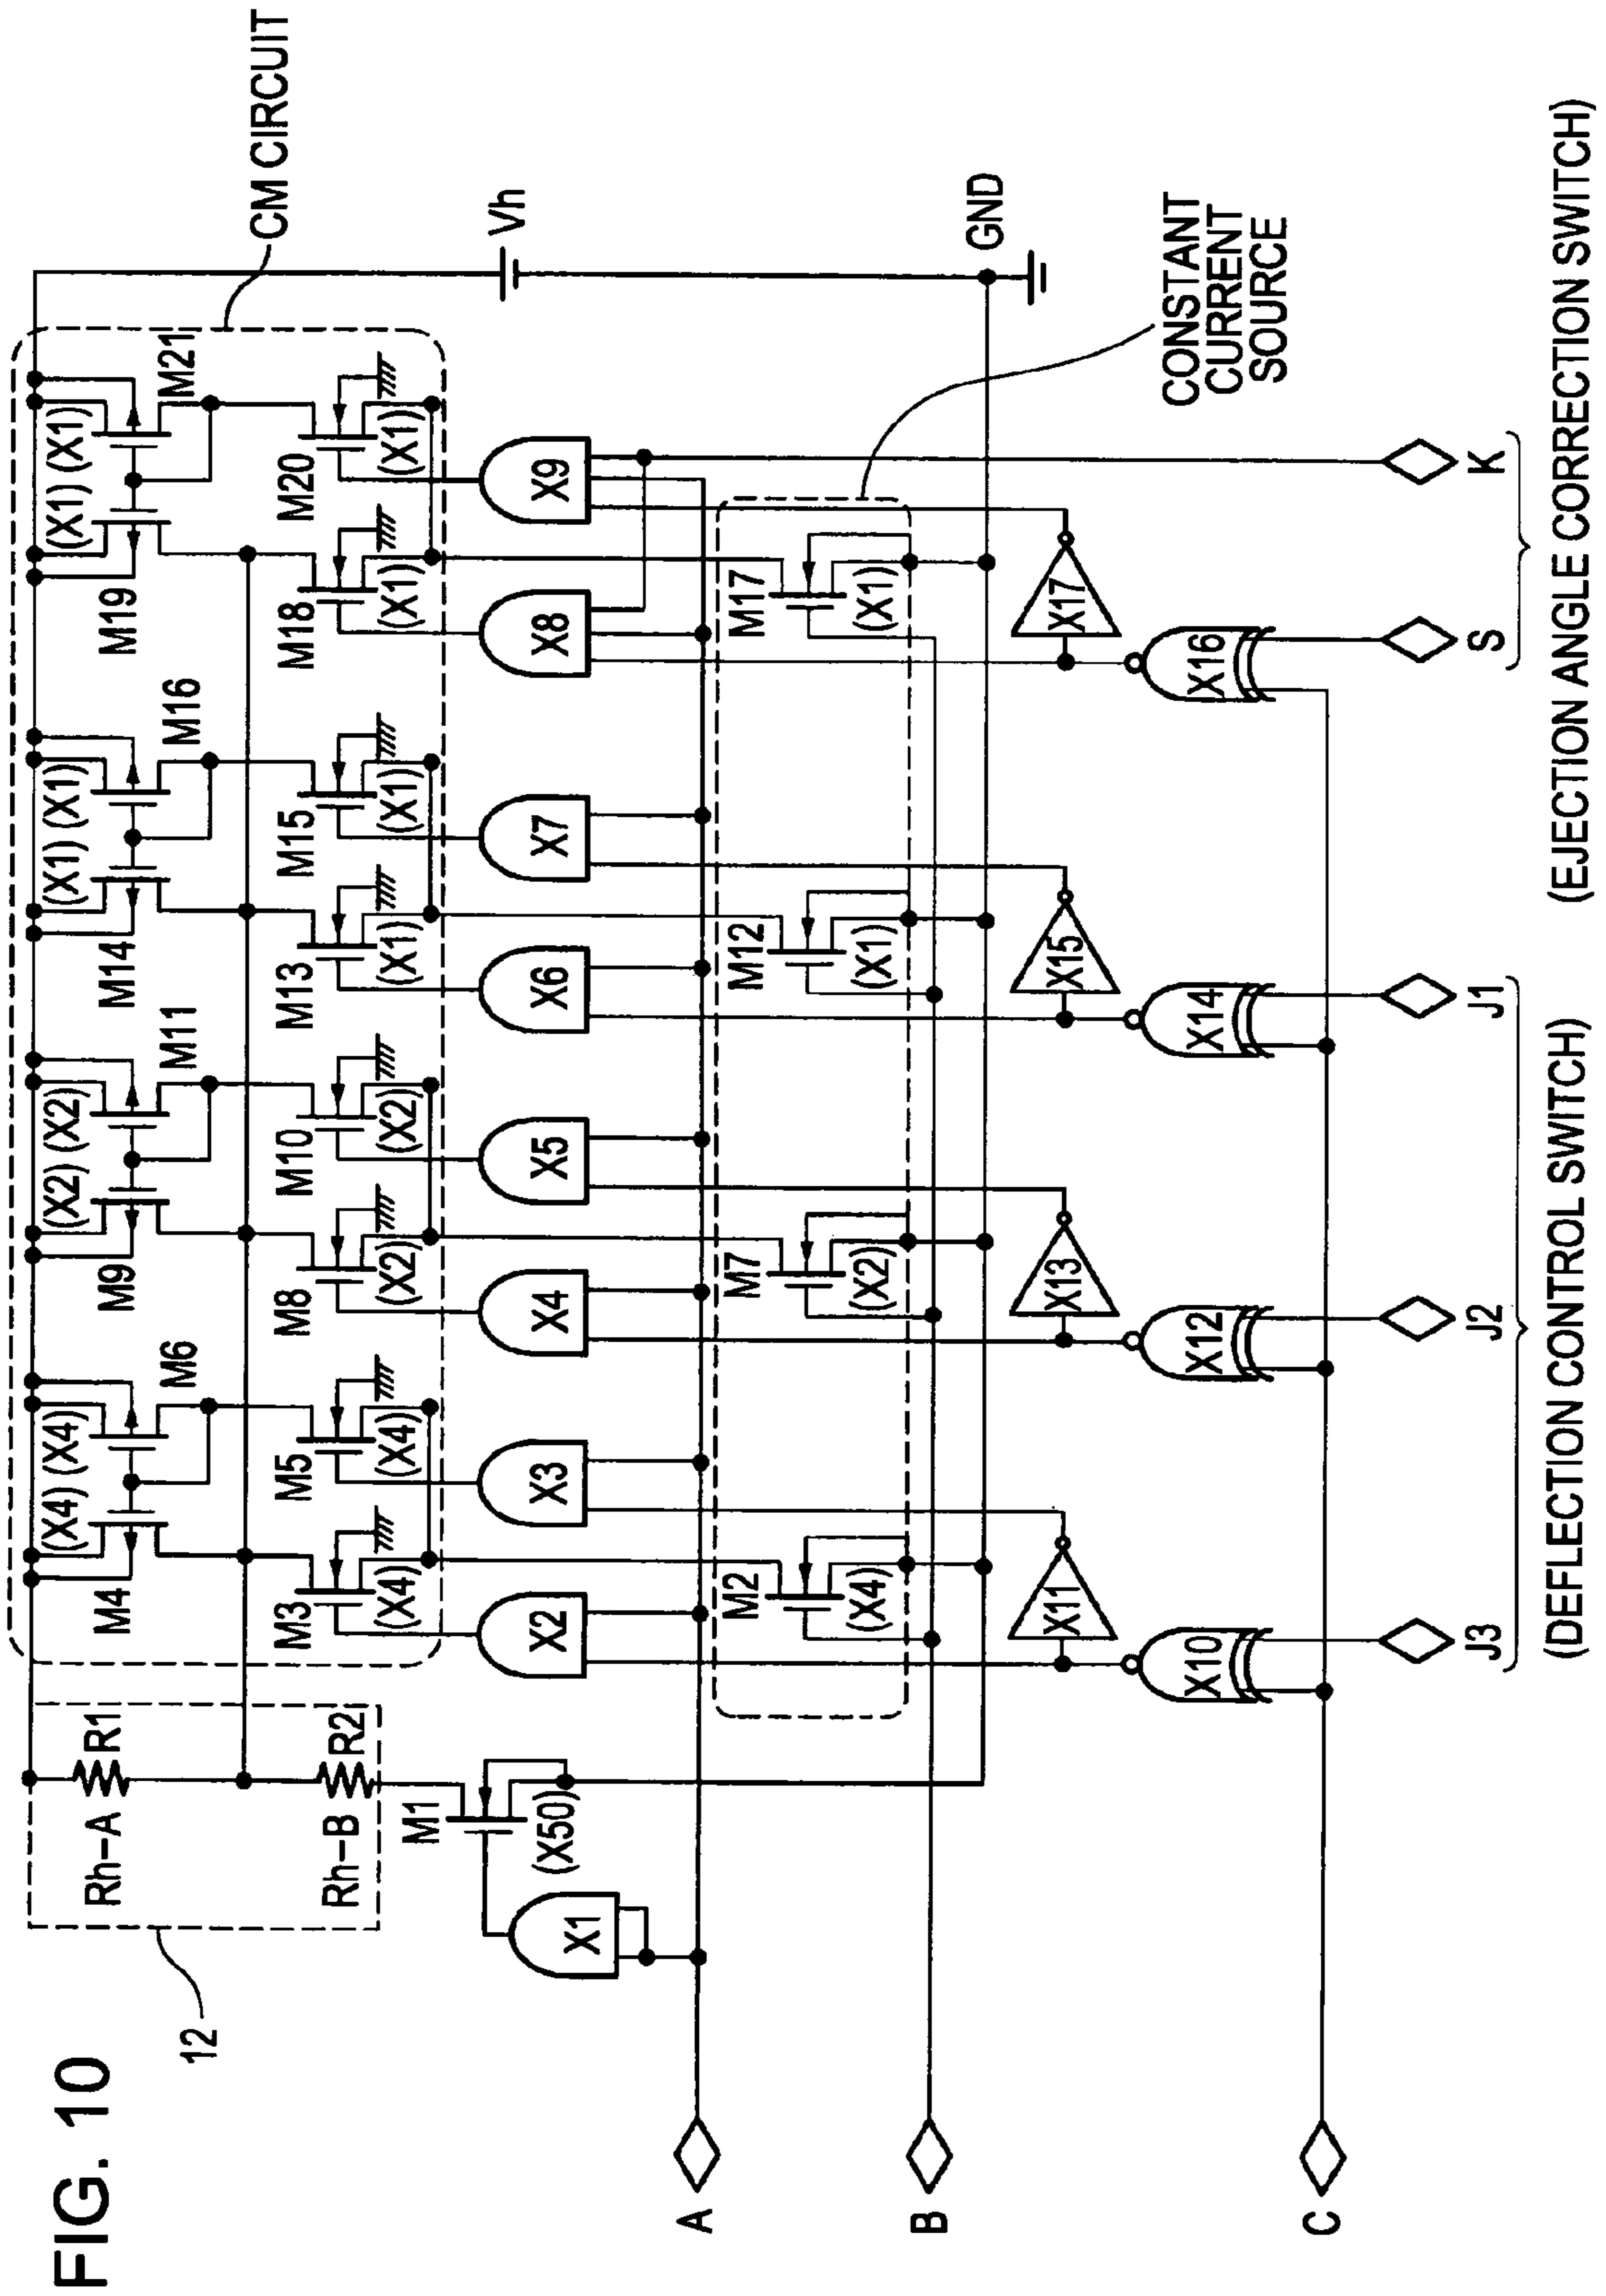 FIG. 10
12
CM CIRCUIT
Rh-A
R1
Rh-B
R2
(X4) (X4)
M4
M6
(X2) (X2)
M9
M11
(X1) (X1)
M14
M16
(X1) (X1)
M19
M21
M3
(X4)
M5
(X4)
M8
(X2)
M10
(X2)
M13
(X1)
M15
(X1)
M18
(X1)
M20
(X1)
Vh
M1
(X50)
X1
X2
X3
X4
X5
X6
X7
X8
X9
A
M2
(X4)
M7
(X2)
M12
(X1)
M17
(X1)
B
GND
CONSTANT
CURRENT
SOURCE
X11
X13
X15
X17
X10
X12
X14
X16
C
J3
J2
J1
S
K
(DEFLECTION CONTROL SWITCH)
(EJECTION ANGLE CORRECTION SWITCH)